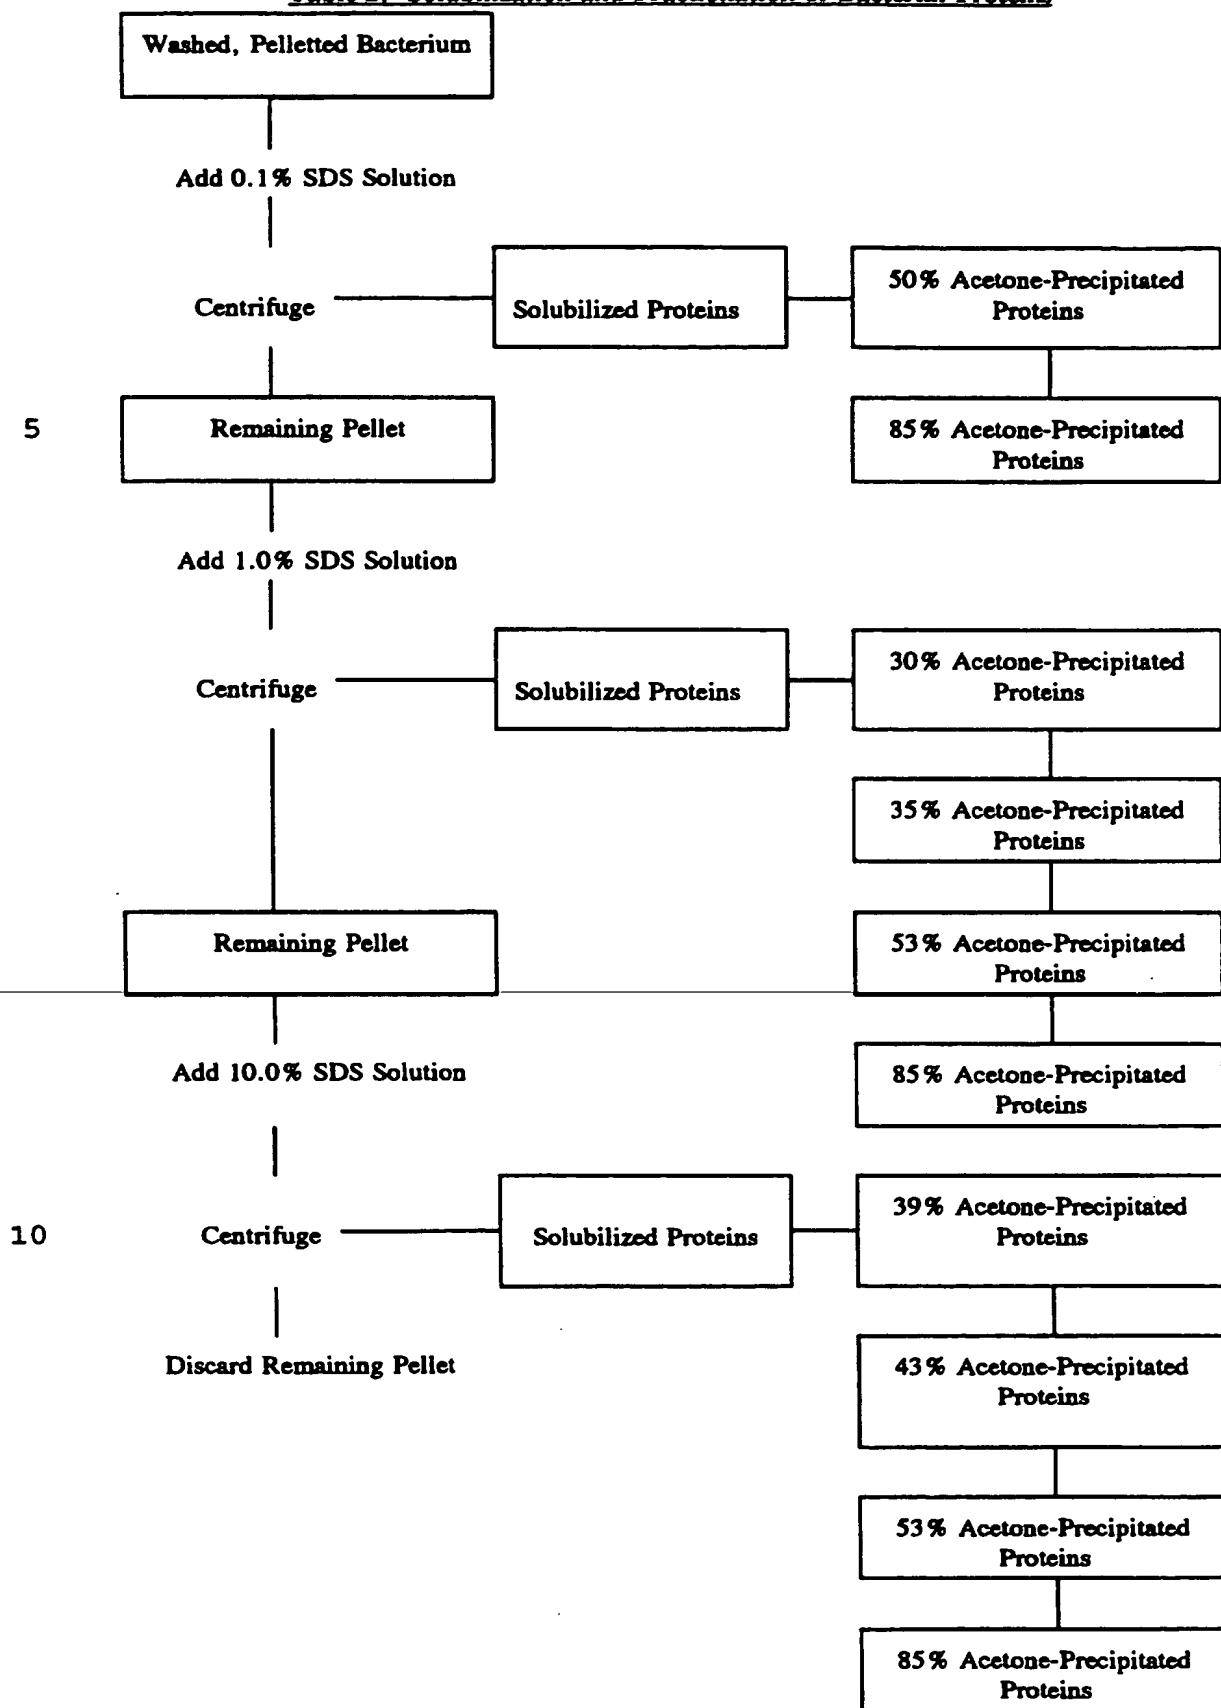 Washed, Pelletted Bacterium
Add 0.1% SDS Solution
Centrifuge
Solubilized Proteins
50% Acetone-Precipitated
Proteins
5
Remaining Pellet
85% Acetone-Precipitated
Proteins
Add 1.0% SDS Solution
Centrifuge
Solubilized Proteins
30% Acetone-Precipitated
Proteins
35% Acetone-Precipitated
Proteins
Remaining Pellet
53% Acetone-Precipitated
Proteins
Add 10.0% SDS Solution
85% Acetone-Precipitated
Proteins
10
Centrifuge
Solubilized Proteins
39% Acetone-Precipitated
Proteins
Discard Remaining Pellet
43% Acetone-Precipitated
Proteins
53% Acetone-Precipitated
Proteins
85% Acetone-Precipitated
Proteins